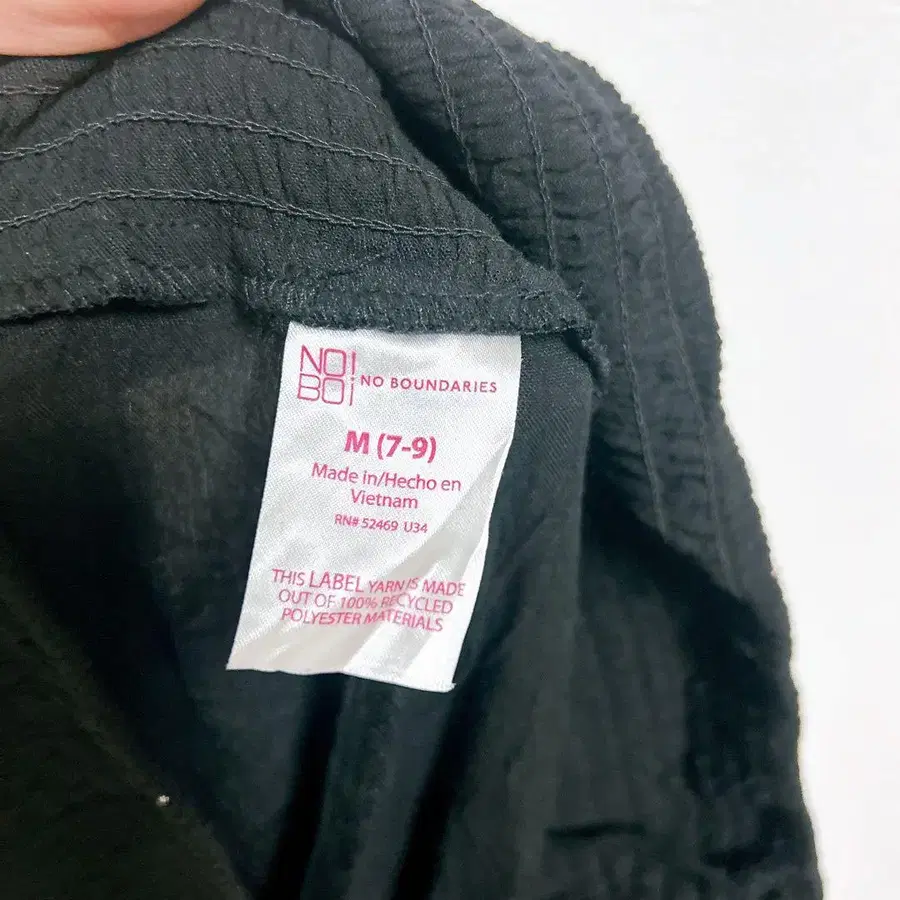 NO!
BO¡
NO BOUNDARIES
M (7-9)
Made in/Hecho en
Vietnam
RN# 52469 U34
THIS LABEL YARN IS MADE
OUT OF 100% RECYCLED
POLYESTER MATERIALS